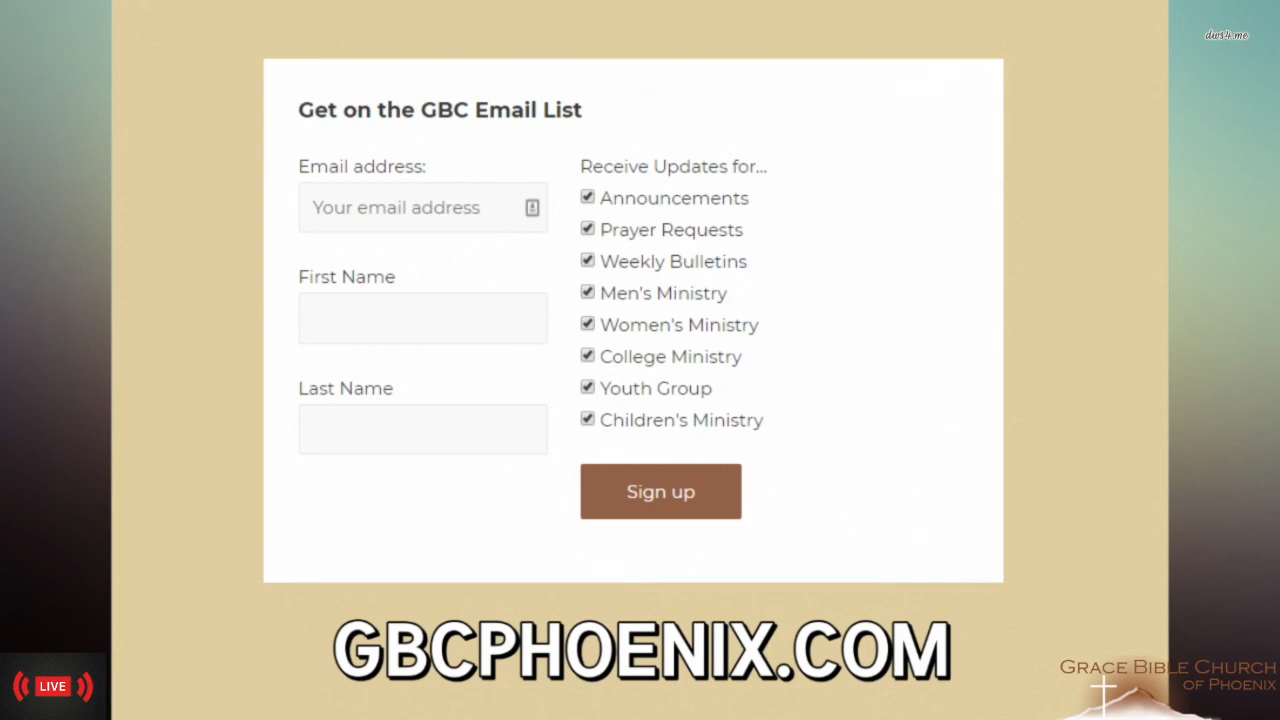 dws4.me
Get on the GBC Email List
Email address:
Your email address
First Name
Last Name
Receive Updates for...
Announcements
Prayer Requests
Weekly Bulletins
Men's Ministry
Women's Ministry
College Ministry
Youth Group
Children's Ministry
Sign up
GBCPHOENIX.COM
LIVE
GRACE BIBLE CHURCH
OF PHOENIX